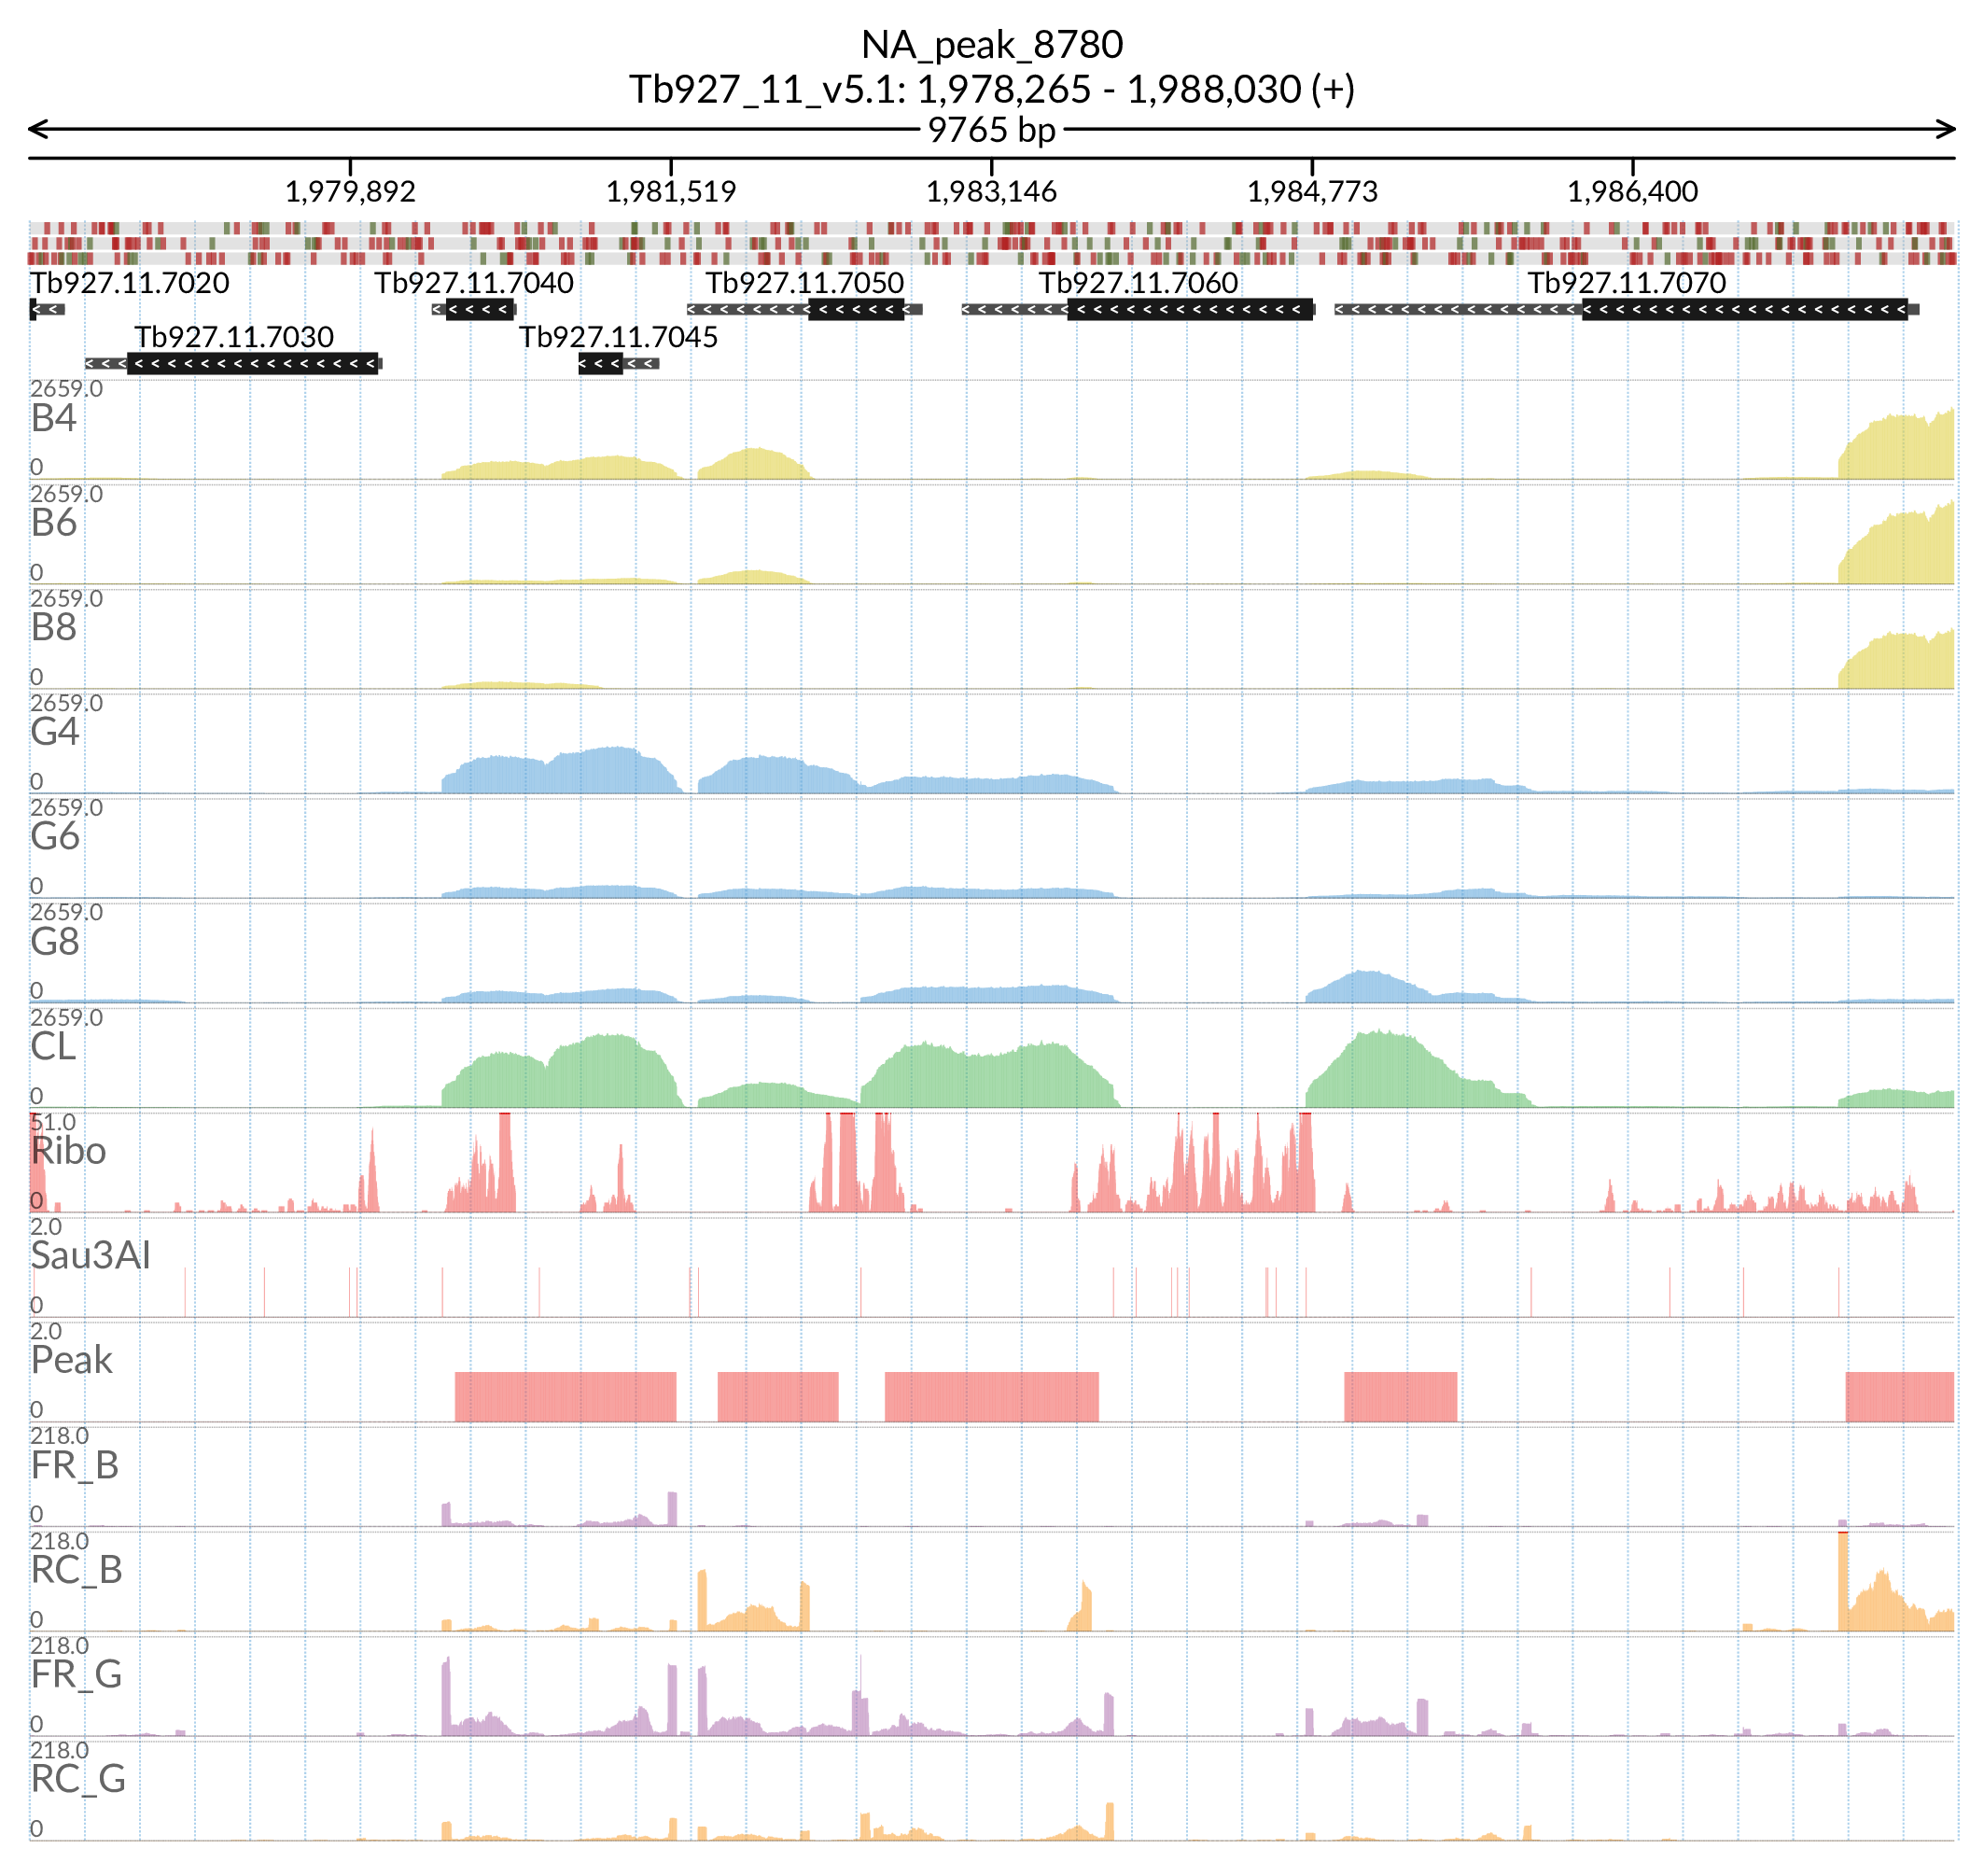 NA_peak_8780
Tb927_11_v5.1: 1,978,265 - 1,988,030 (+)
9765 bp
1,979,892 1,981,519 1,983,146 1,984,773 1,986,400
Tb927.11.7020 Tb927.11.7040 Tb927.11.7050 Tb927.11.7060 Tb927.11.7070
Tb927.11.7030 Tb927.11.7045
2659.0
B4
0
2659.0
B6
0
2659.0
B8
0
2659.0
G4
0
2659.0
G6
0
2659.0
G8
0
2659.0
CL
0
51.0
Ribo
0
2.0
Sau3AI
0
2.0
Peak
0
218.0
FR_B
0
218.0
RC_B
0
218.0
FR_G
0
218.0
RC_G
0